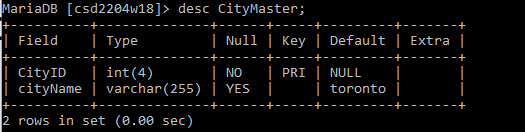 MariaDB [csd2204w18]> desc CityMaster;
+----------+--------------+------+-----+---------+-------+
| Field    | Type         | Null | Key | Default | Extra |
+----------+--------------+------+-----+---------+-------+
| CityID   | int(4)       | NO   | PRI | NULL    |       |
| cityName | varchar(255) | YES  |     | toronto |       |
+----------+--------------+------+-----+---------+-------+
2 rows in set (0.00 sec)